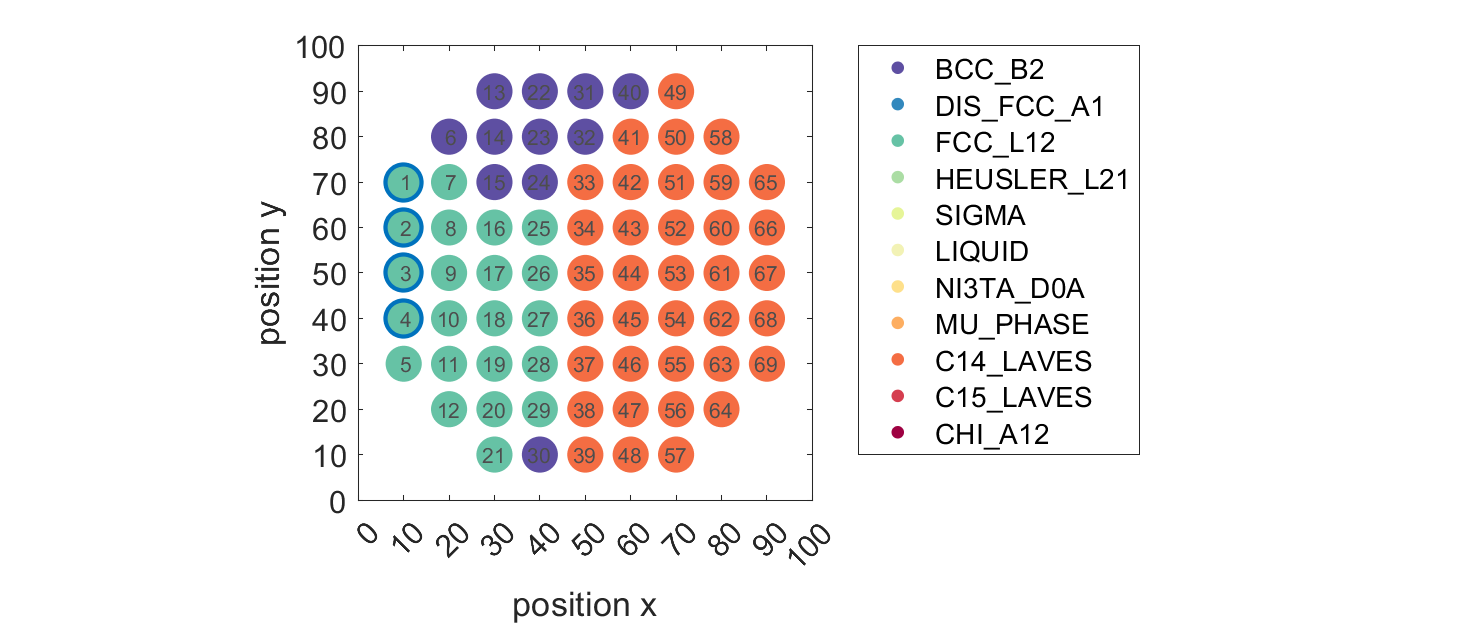 100
90
80
70
60
50
40
30
20
10
0
position y
13 22 31 40 49
6 14 23 32 41 50 58
1 7 15 24 33 42 51 59 65
2 8 16 25 34 43 52 60 66
3 9 17 26 35 44 53 61 67
4 10 18 27 36 45 54 62 68
5 11 19 28 37 46 55 63 69
12 20 29 38 47 56 64
21 30 39 48 57
0 10 20 30 40 50 60 70 80 90 100
position x
BCC_B2
DIS_FCC_A1
FCC_L12
HEUSLER_L21
SIGMA
LIQUID
NI3TA_D0A
MU_PHASE
C14_LAVES
C15_LAVES
CHI_A12